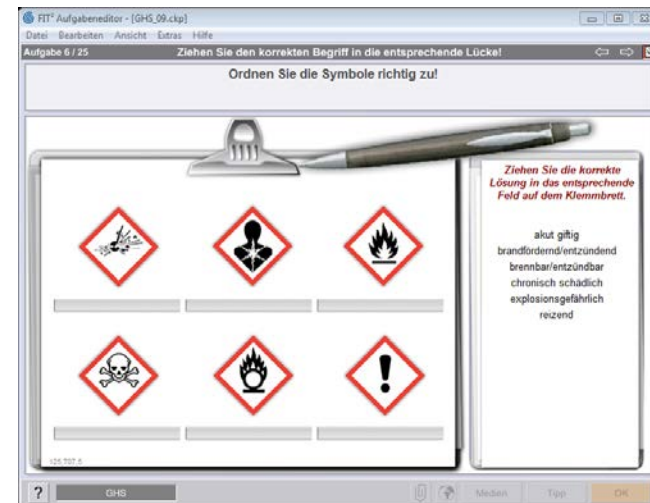 FIT² Aufgabeneditor - [GHS_09.ckp]
Datei Bearbeiten Ansicht Extras Hilfe
Aufgabe 6 / 25 Ziehen Sie den korrekten Begriff in die entsprechende Lücke!
Ordnen Sie die Symbole richtig zu!
Ziehen Sie die korrekte
Lösung in das entsprechende
Feld auf dem Klemmbrett.
akut giftig
brandfördernd/entzündend
brennbar/entzündbar
chronisch schädlich
explosionsgefährlich
reizend
? GHS Medien Tipp OK